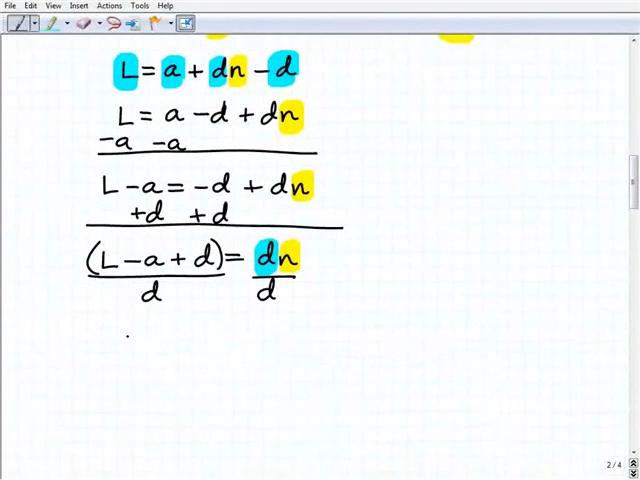 File Edit View Insert Actions Tools Help
L = a + dn - d
L = a - d + dn
-a -a
L - a = -d + dn
+d +d
(L - a + d) = dn
d d
2 / 4